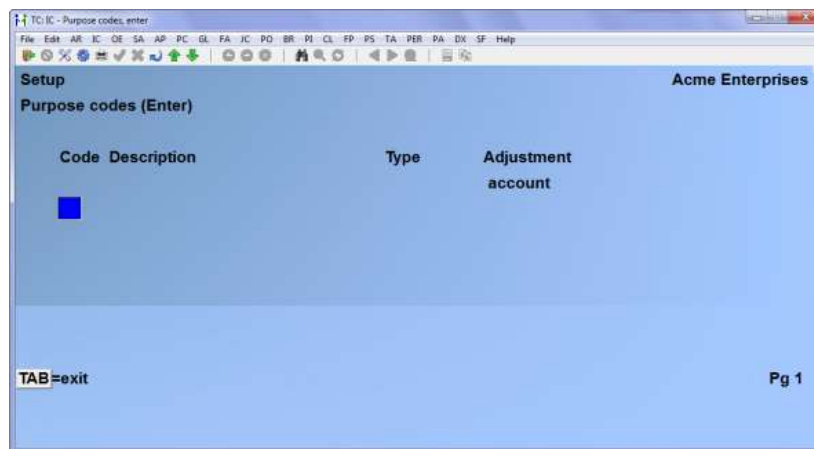 TC: IC - Purpose codes, enter
File Edit AR IC OE SA AP PC GL FA JC PO BR PI CL FP PS TA PER PA DX SF Help
Setup Acme Enterprises
Purpose codes (Enter)
Code Description Type Adjustment
account
TAB=exit Pg 1